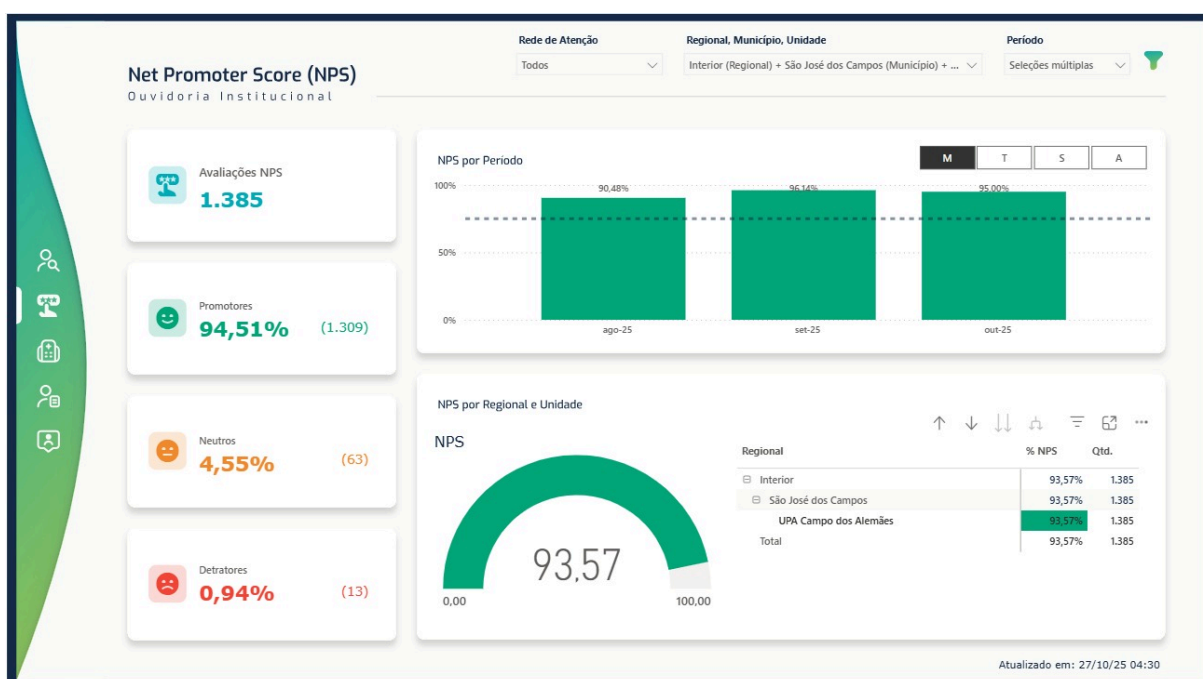 Rede de Atenção
Todos
Regional, Município, Unidade
Interior (Regional) + São José dos Campos (Município) + ...
Período
Seleções múltiplas
Net Promoter Score (NPS)
Ouvidoria Institucional
Avaliações NPS
1.385
Promotores
94,51% (1.309)
Neutros
4,55% (63)
Detratores
0,94% (13)
NPS por Período
M T S A
100%
90,48% 96,14% 95,00%
50%
0%
ago-25 set-25 out-25
NPS por Regional e Unidade
NPS
93,57
0,00 100,00
Regional % NPS Qtd.
Interior 93,57% 1.385
São José dos Campos 93,57% 1.385
UPA Campo dos Alemães 93,57% 1.385
Total 93,57% 1.385
Atualizado em: 27/10/25 04:30